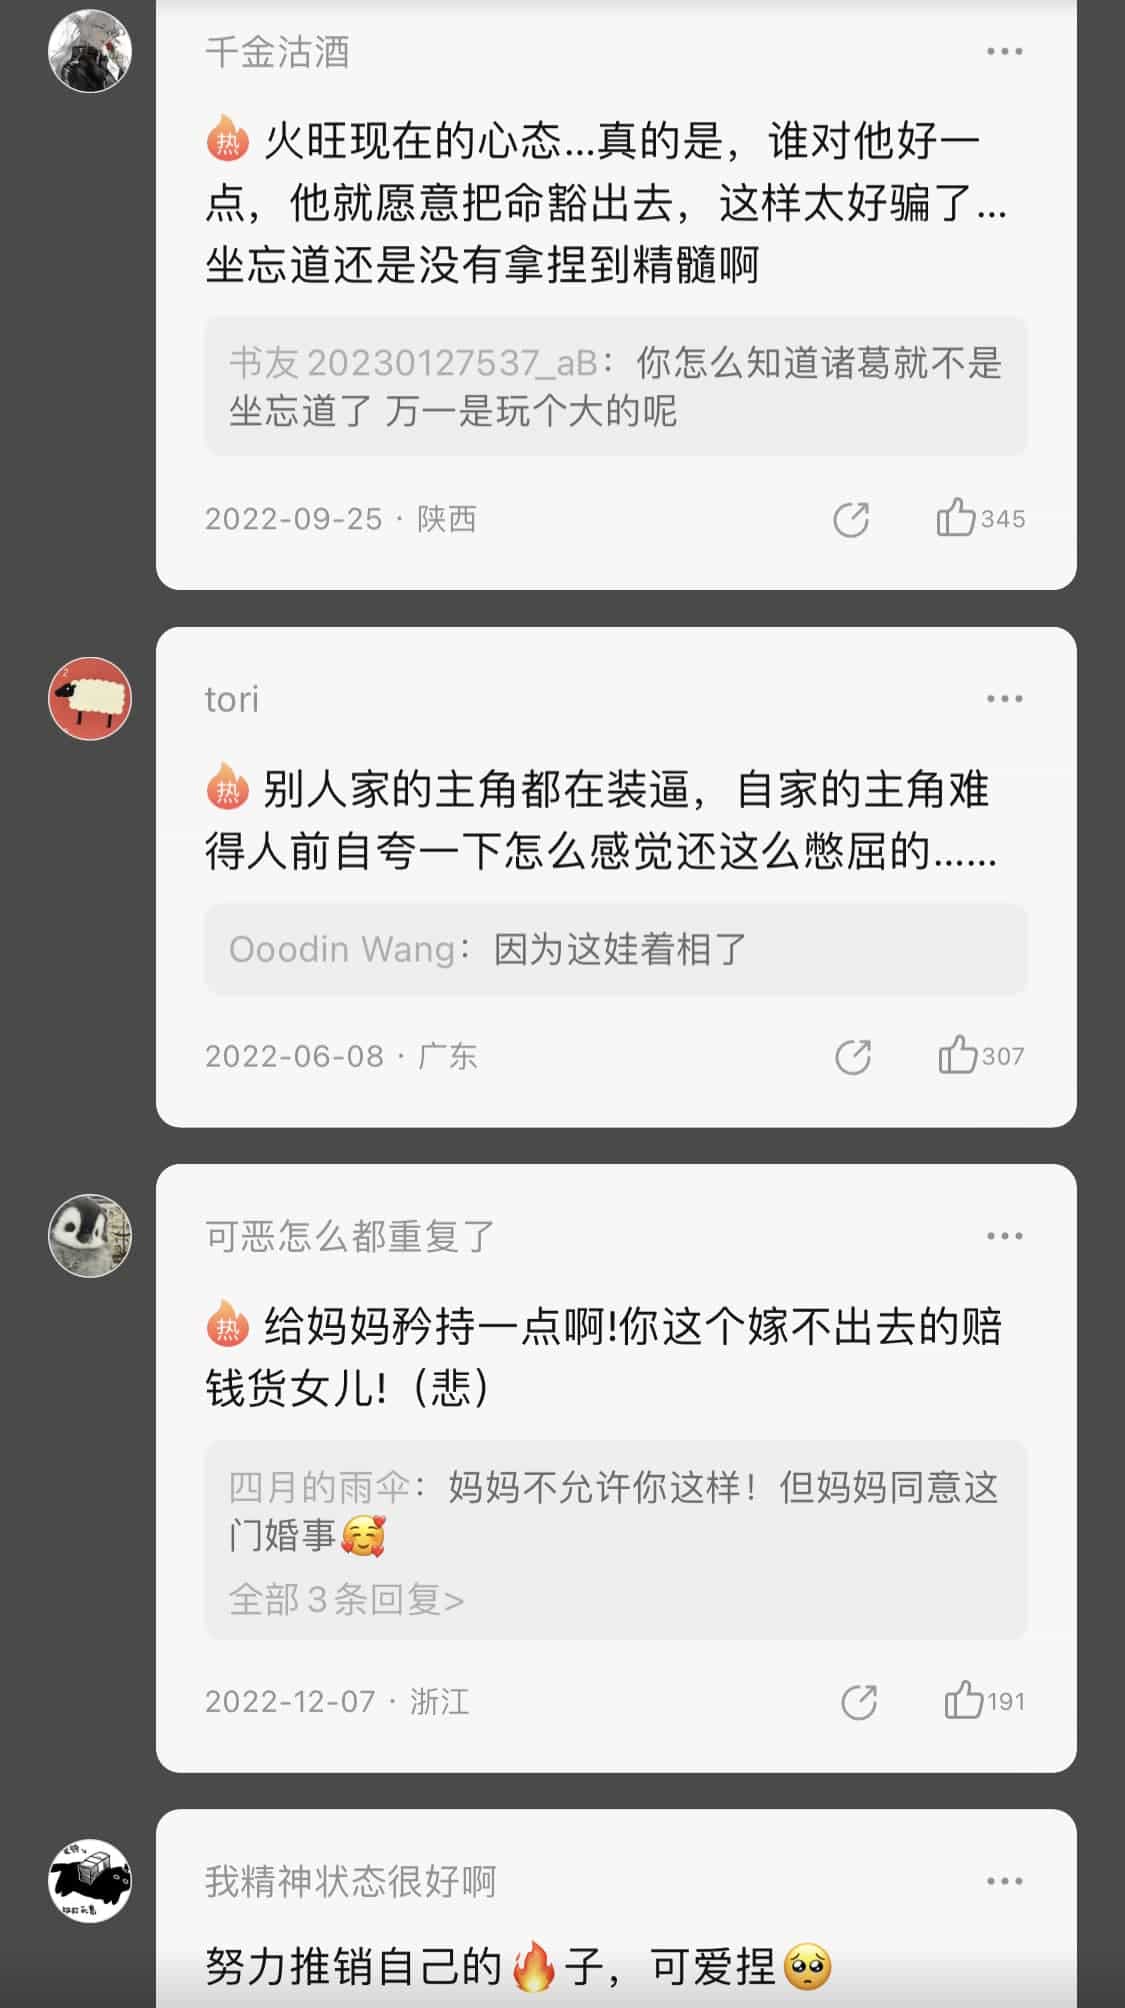 千金沽酒
热 火旺现在的心态...真的是，谁对他好一
点，他就愿意把命豁出去，这样太好骗了...
坐忘道还是没有拿捏到精髓啊
书友20230127537_aB：你怎么知道诸葛就不是
坐忘道了 万一是玩个大的呢
2022-09-25 · 陕西
345
tori
热 别人家的主角都在装逼，自家的主角难
得人前自夸一下怎么感觉还这么憋屈的……
Ooodin Wang：因为这娃着相了
2022-06-08 · 广东
307
可恶怎么都重复了
热 给妈妈矜持一点啊!你这个嫁不出去的赔
钱货女儿!（悲）
四月的雨伞：妈妈不允许你这样！但妈妈同意这
门婚事🥰
全部3条回复>
2022-12-07 · 浙江
191
我精神状态很好啊
努力推销自己的🔥子，可爱捏🥺